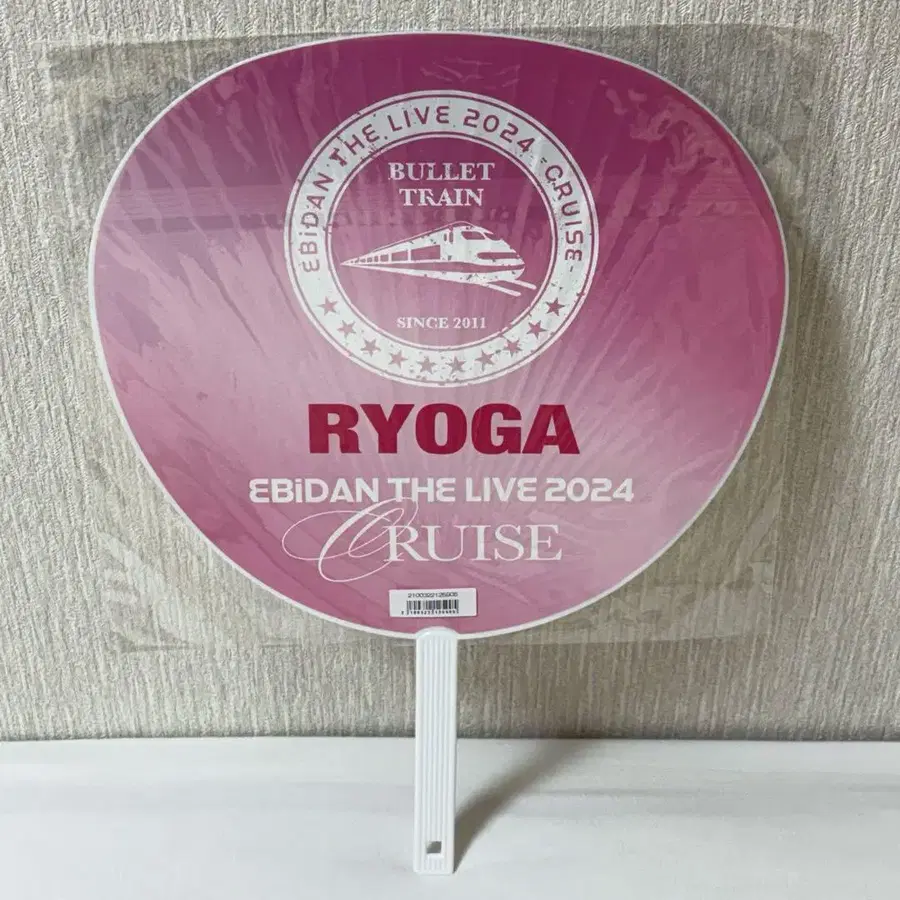 EBiDAN THE LIVE 2024 -CRUISE-
BULLET
TRAIN
SINCE 2011
RYOGA
EBiDAN THE LIVE 2024
CRUISE